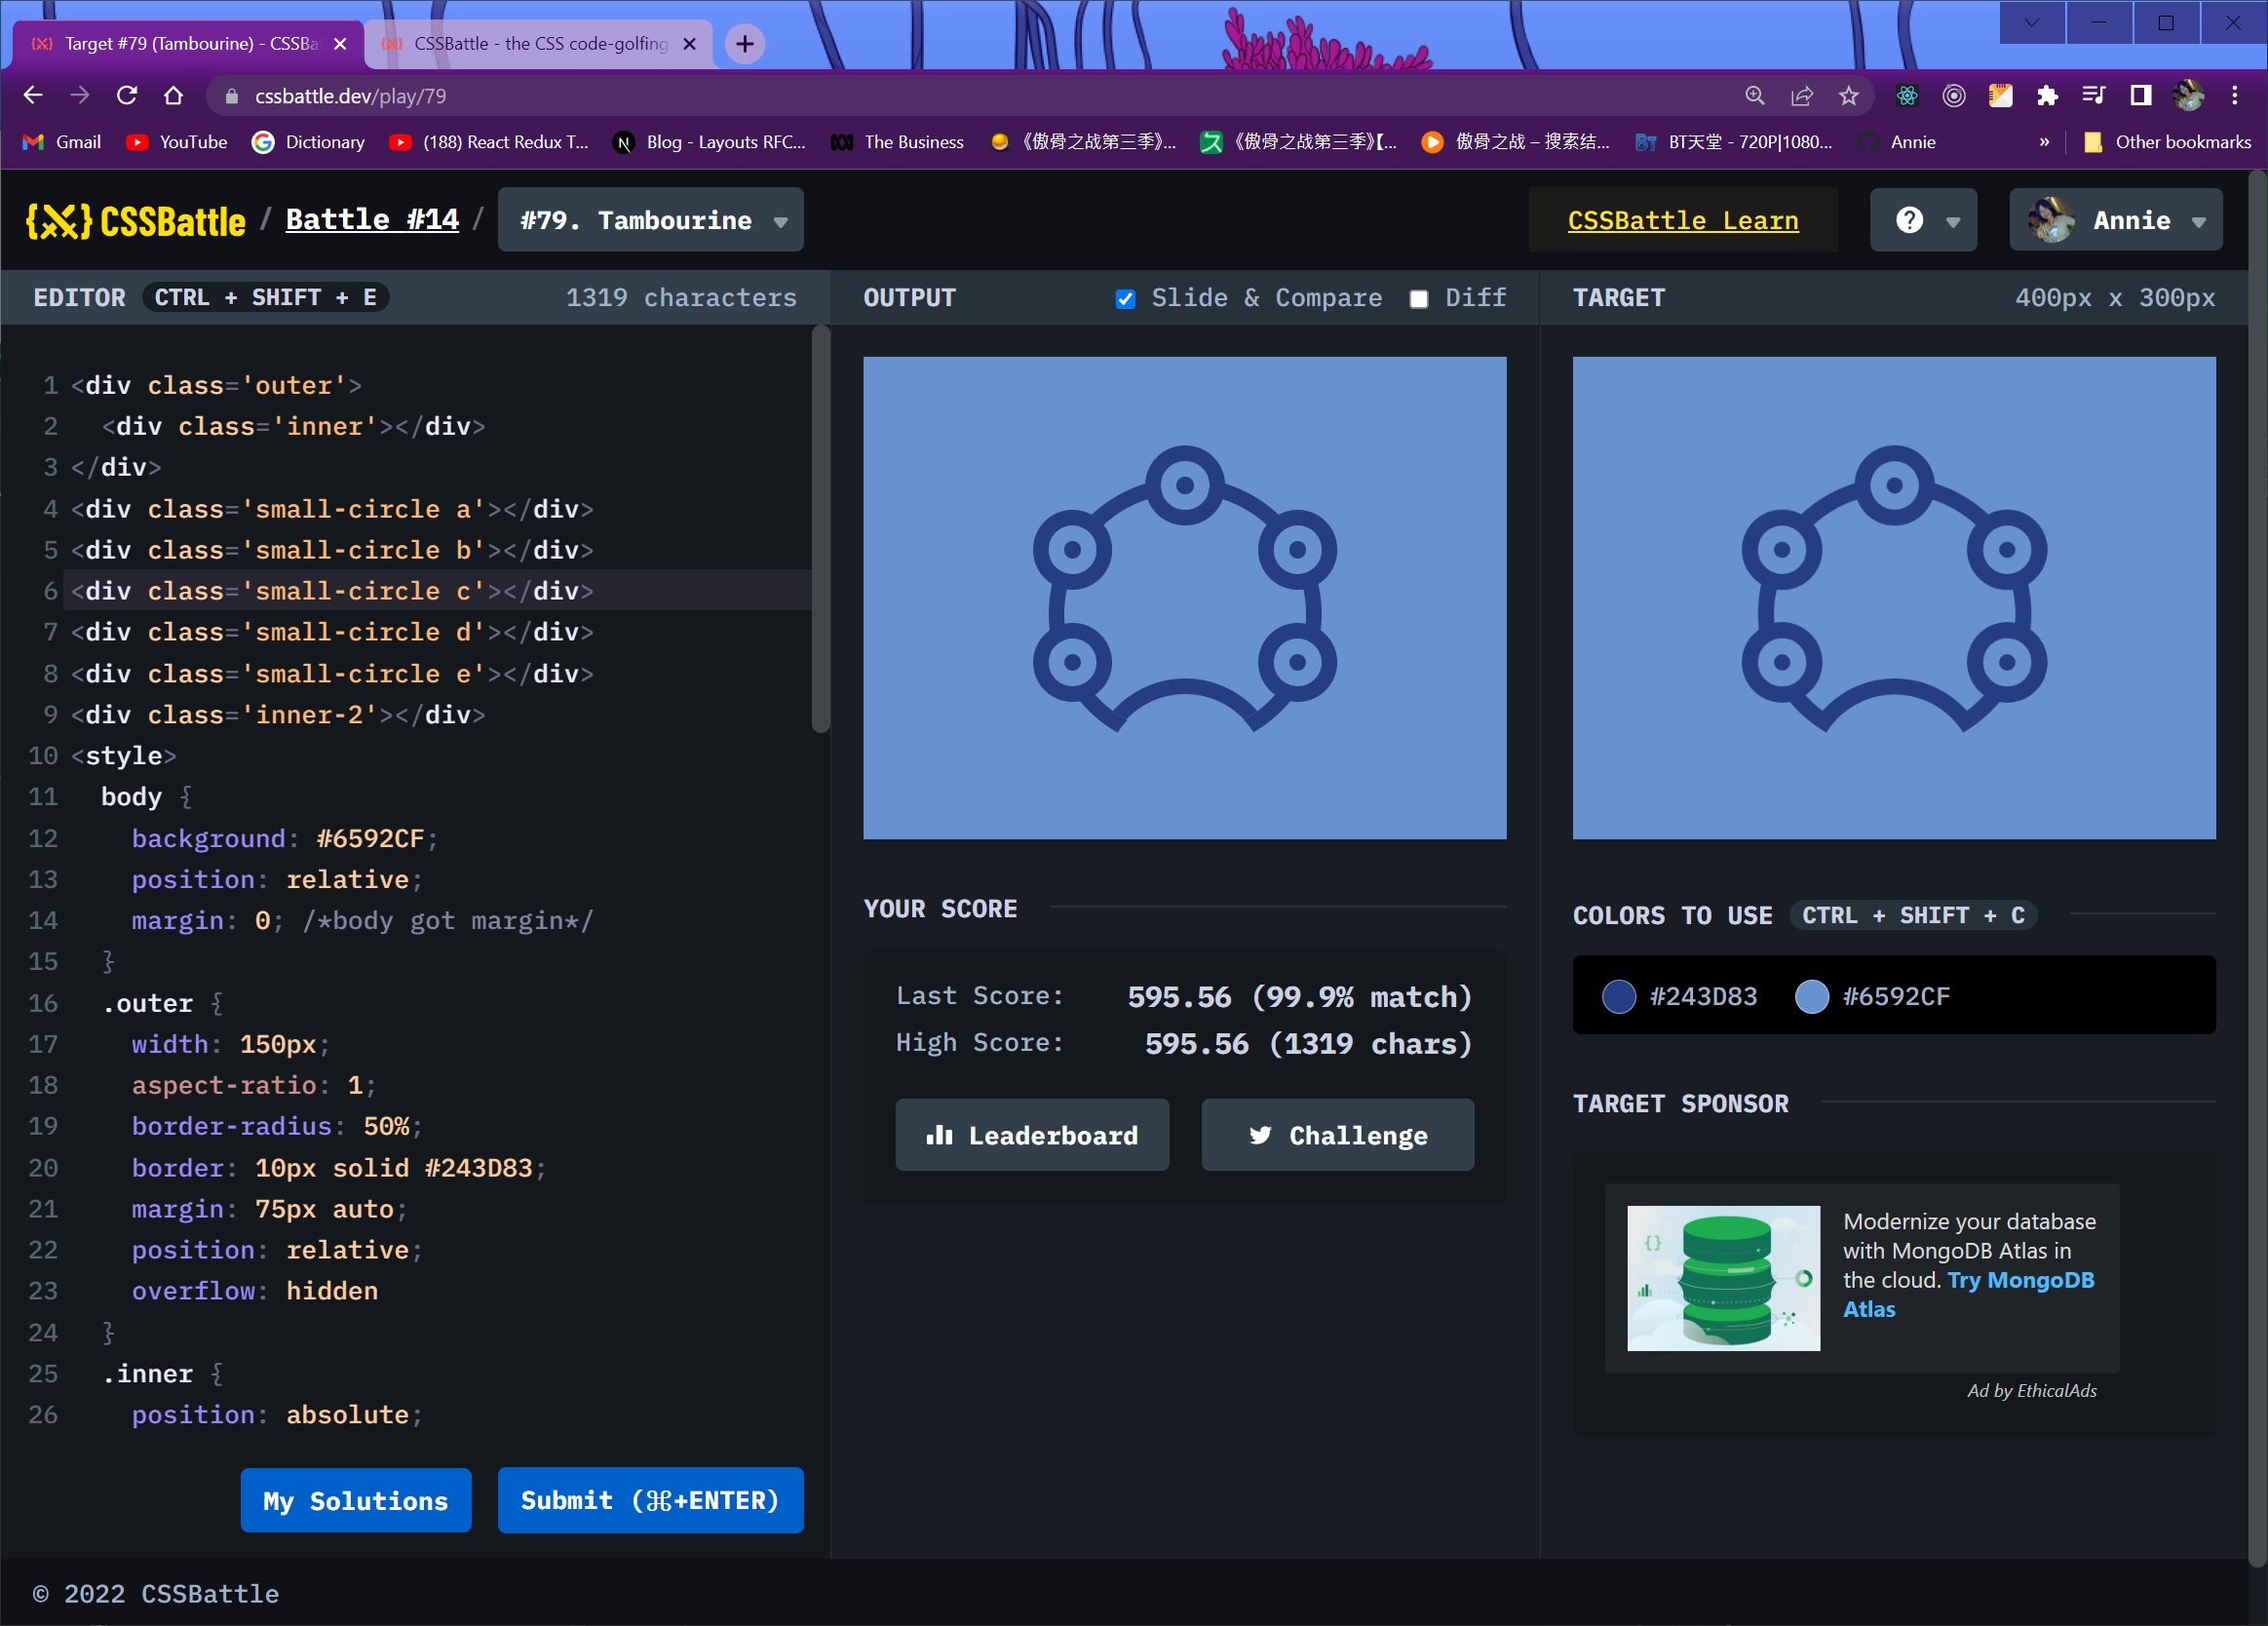 Target #79 (Tambourine) - CSSBa
CSSBattle - the CSS code-golfing
cssbattle.dev/play/79
Gmail
YouTube
Dictionary
(188) React Redux T...
Blog - Layouts RFC...
The Business
《傲骨之战第三季》...
《傲骨之战第三季》【...
傲骨之战 – 搜索结...
BT天堂 - 720P|1080...
Annie
»
Other bookmarks
{X} CSSBattle / Battle #14 / #79. Tambourine
CSSBattle Learn
?
Annie
EDITOR CTRL + SHIFT + E 1319 characters
1 <div class='outer'>
2 <div class='inner'></div>
3 </div>
4 <div class='small-circle a'></div>
5 <div class='small-circle b'></div>
6 <div class='small-circle c'></div>
7 <div class='small-circle d'></div>
8 <div class='small-circle e'></div>
9 <div class='inner-2'></div>
10 <style>
11 body {
12 background: #6592CF;
13 position: relative;
14 margin: 0; /*body got margin*/
15 }
16 .outer {
17 width: 150px;
18 aspect-ratio: 1;
19 border-radius: 50%;
20 border: 10px solid #243D83;
21 margin: 75px auto;
22 position: relative;
23 overflow: hidden
24 }
25 .inner {
26 position: absolute;
My Solutions
Submit (⌘+ENTER)
OUTPUT Slide & Compare Diff
YOUR SCORE
Last Score: 595.56 (99.9% match)
High Score: 595.56 (1319 chars)
Leaderboard
Challenge
TARGET 400px x 300px
COLORS TO USE CTRL + SHIFT + C
#243D83 #6592CF
TARGET SPONSOR
Modernize your database
with MongoDB Atlas in
the cloud. Try MongoDB
Atlas
Ad by EthicalAds
© 2022 CSSBattle